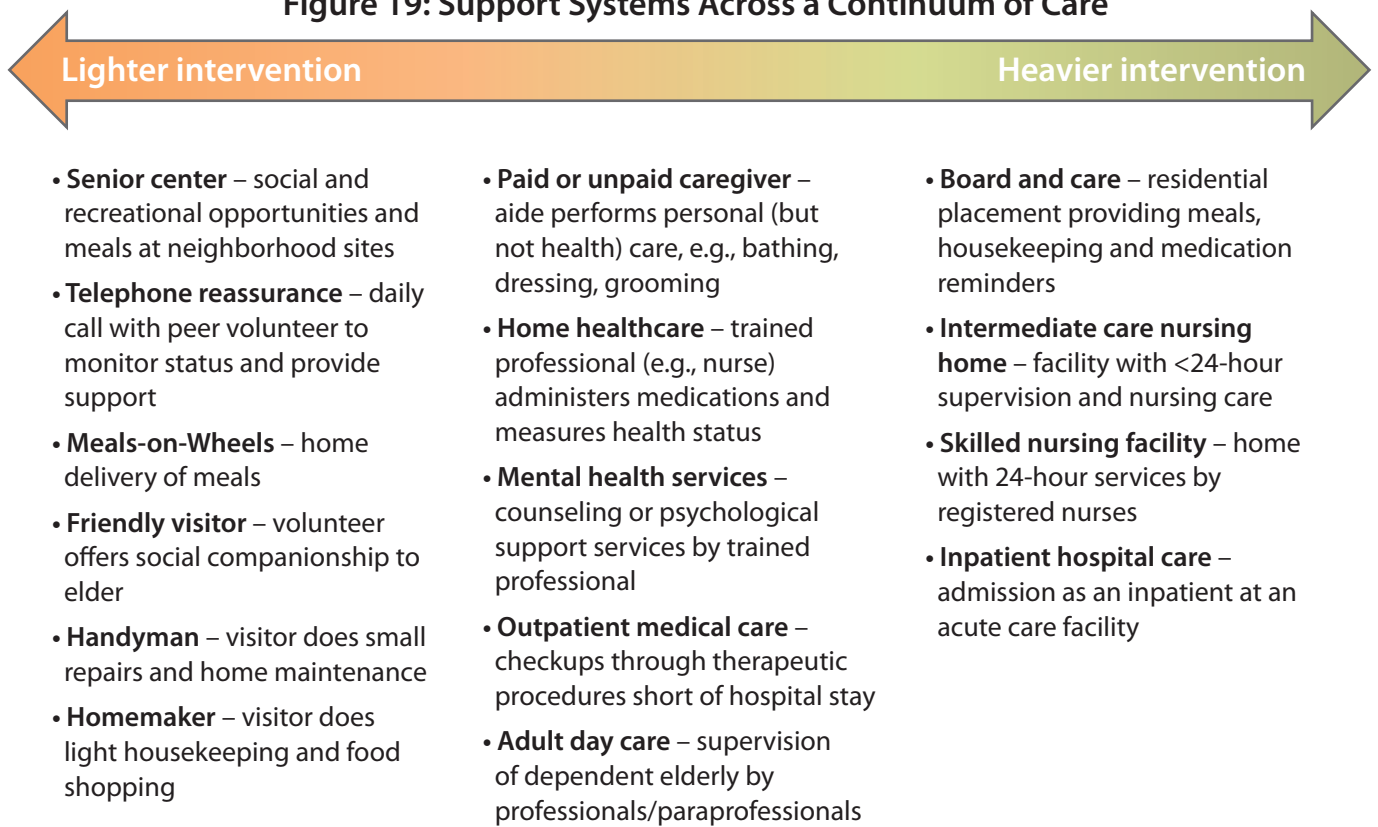 Figure 19: Support Systems Across a Continuum of Care
Lighter intervention
Heavier intervention
• Senior center – social and
recreational opportunities and
meals at neighborhood sites
• Telephone reassurance – daily
call with peer volunteer to
monitor status and provide
support
• Meals-on-Wheels – home
delivery of meals
• Friendly visitor – volunteer
offers social companionship to
elder
• Handyman – visitor does small
repairs and home maintenance
• Homemaker – visitor does
light housekeeping and food
shopping
• Paid or unpaid caregiver –
aide performs personal (but
not health) care, e.g., bathing,
dressing, grooming
• Home healthcare – trained
professional (e.g., nurse)
administers medications and
measures health status
• Mental health services –
counseling or psychological
support services by trained
professional
• Outpatient medical care –
checkups through therapeutic
procedures short of hospital stay
• Adult day care – supervision
of dependent elderly by
professionals/paraprofessionals
• Board and care – residential
placement providing meals,
housekeeping and medication
reminders
• Intermediate care nursing
home – facility with <24-hour
supervision and nursing care
• Skilled nursing facility – home
with 24-hour services by
registered nurses
• Inpatient hospital care –
admission as an inpatient at an
acute care facility